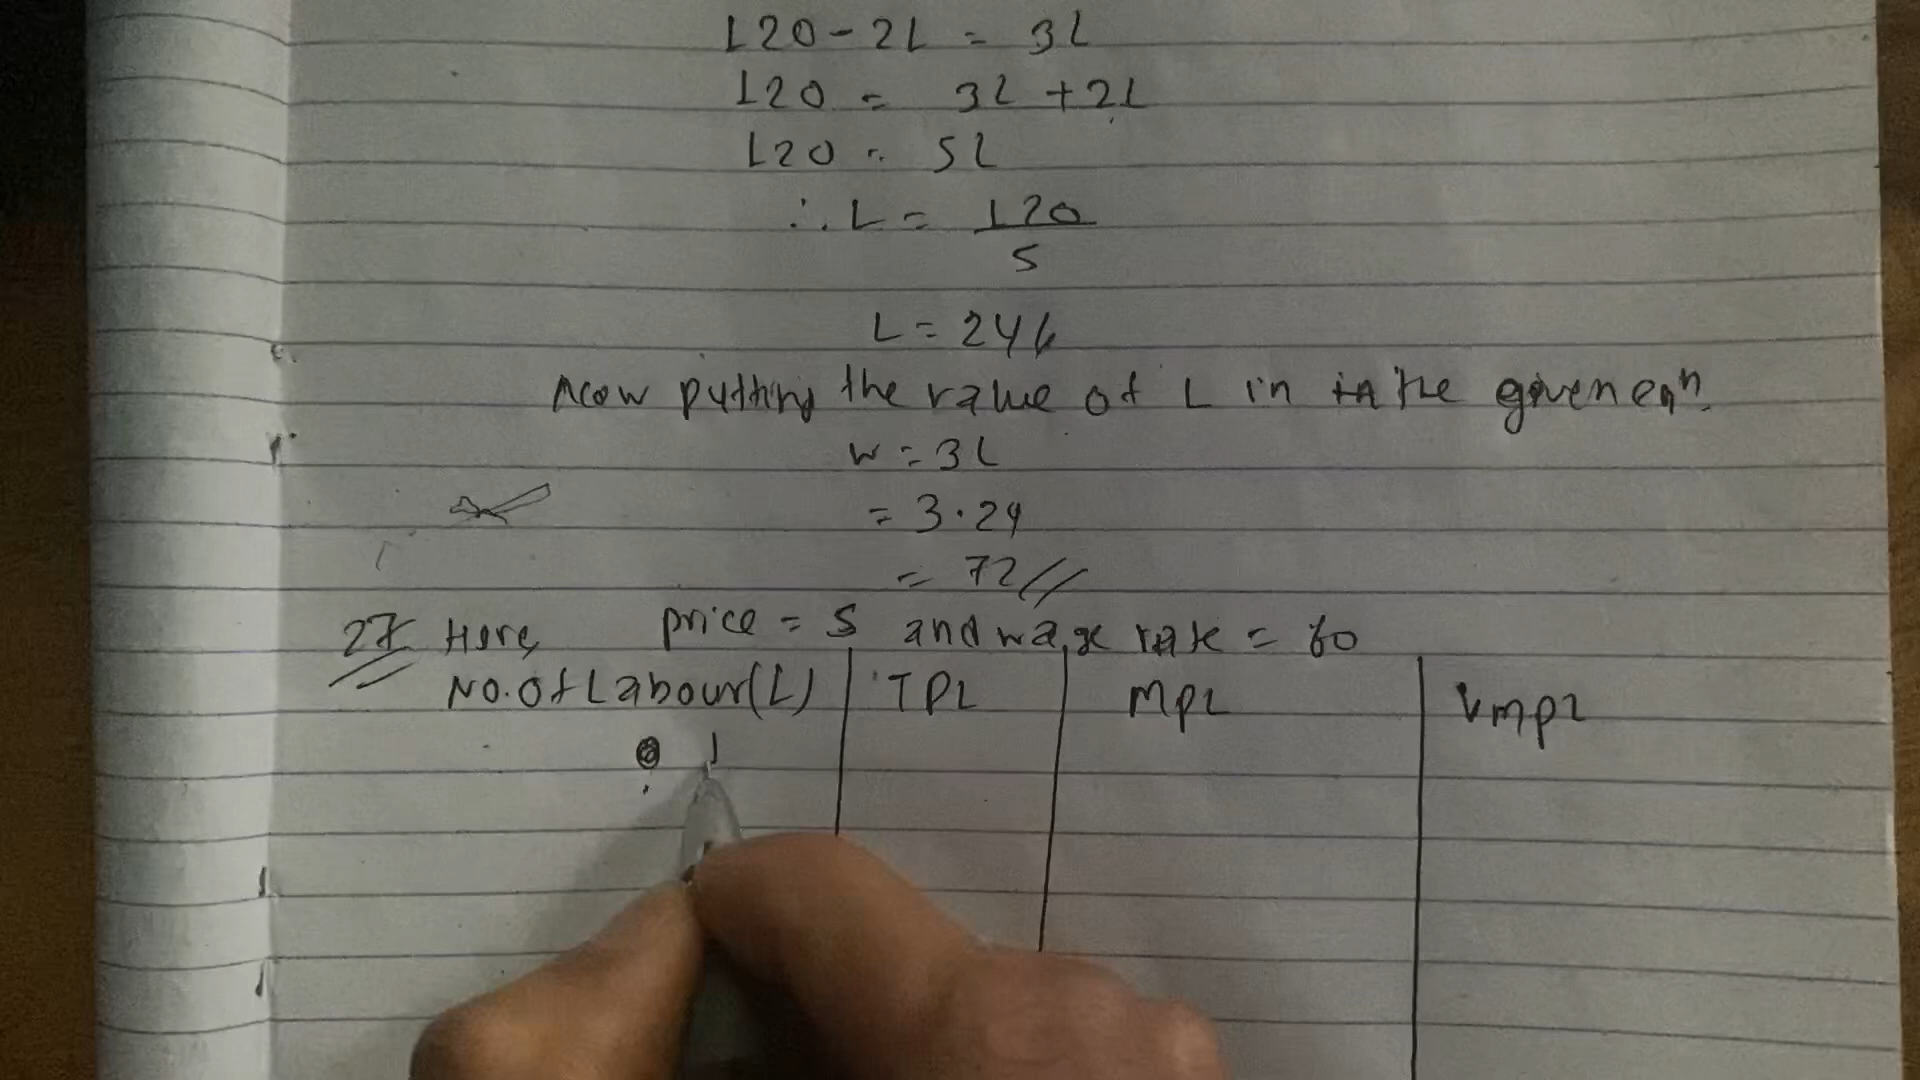 120 - 2L = 3L
120 = 3L + 2L
120 = 5L
∴ L = 120
5
L = 24
Now putting the value of L in in the given eqn.
W = 3L
= 3.24
= 72//
27 Here, price = 5 and wage rate = 60
No. of Labour(L) TPL MPL VMPL
1